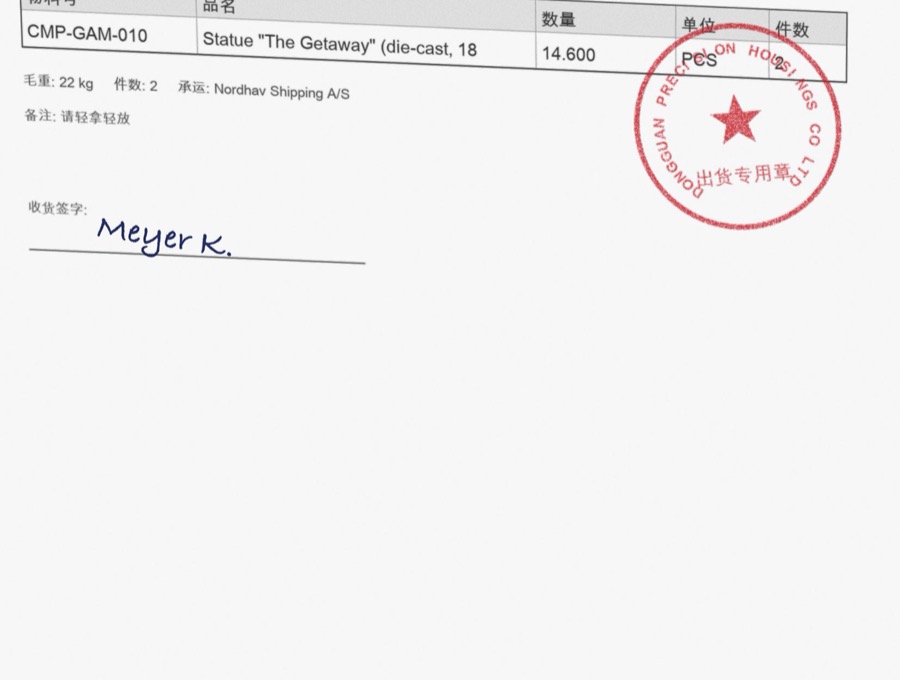 物料号 品名 数量 单位 件数
CMP-GAM-010 Statue "The Getaway" (die-cast, 18 14.600 PCS 2
毛重: 22 kg 件数: 2 承运: Nordhav Shipping A/S
备注: 请轻拿轻放
DONGGUAN PRECISION HOUSINGS CO LTD
出货专用章
收货签字:
Meyer K.